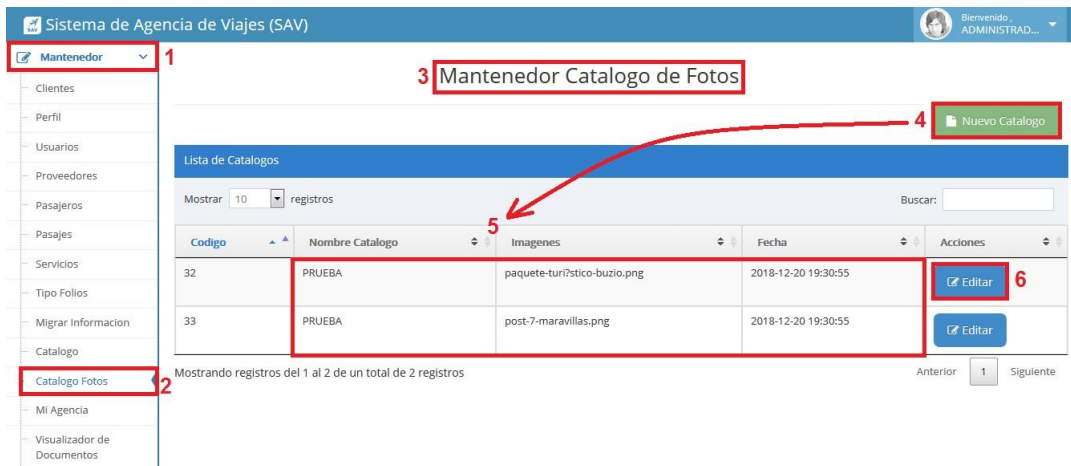 Sistema de Agencia de Viajes (SAV)
SAV
Bienvenido ,
ADMINISTRAD...
Mantenedor
1
Clientes
Perfil
Usuarios
Proveedores
Pasajeros
Pasajes
Servicios
Tipo Folios
Migrar Informacion
Catalogo
Catalogo Fotos
2
Mi Agencia
Visualizador de
Documentos
3 Mantenedor Catalogo de Fotos
4 Nuevo Catalogo
Lista de Catalogos
Mostrar 10 registros
Buscar:
5
Codigo Nombre Catalogo Imagenes Fecha Acciones
32 PRUEBA paquete-turi?stico-buzio.png 2018-12-20 19:30:55 Editar 6
33 PRUEBA post-7-maravillas.png 2018-12-20 19:30:55 Editar
Mostrando registros del 1 al 2 de un total de 2 registros
Anterior 1 Siguiente